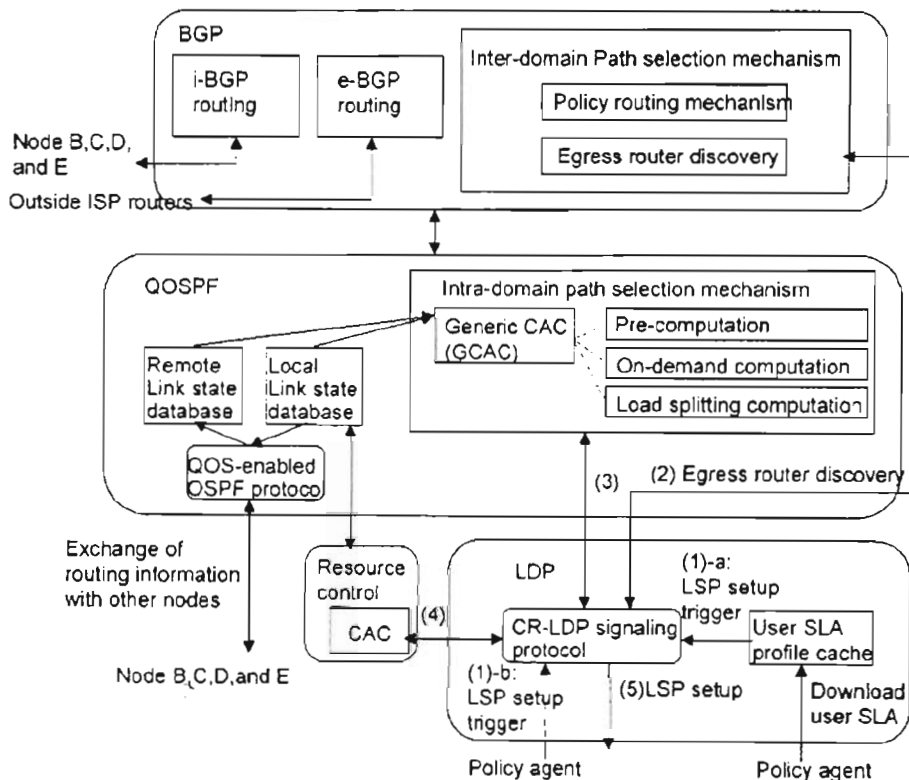 BGP
i-BGP
routing
e-BGP
routing
Inter-domain Path selection mechanism
Policy routing mechanism
Egress router discovery
Node B,C,D,
and E
Outside ISP routers
QOSPF
Intra-domain path selection mechanism
Generic CAC
(GCAC)
Pre-computation
On-demand computation
Load splitting computation
Remote
Link state
database
Local
Link state
database
QOS-enabled
OSPF protocol
(3)
(2) Egress router discovery
Exchange of
routing information
with other nodes
Node B,C,D,and E
Resource
control
CAC
(4)
LDP
(1)-a:
LSP setup
trigger
CR-LDP signaling
protocol
User SLA
profile cache
(1)-b:
LSP setup
trigger
(5)LSP setup
Download
user SLA
Policy agent
Policy agent